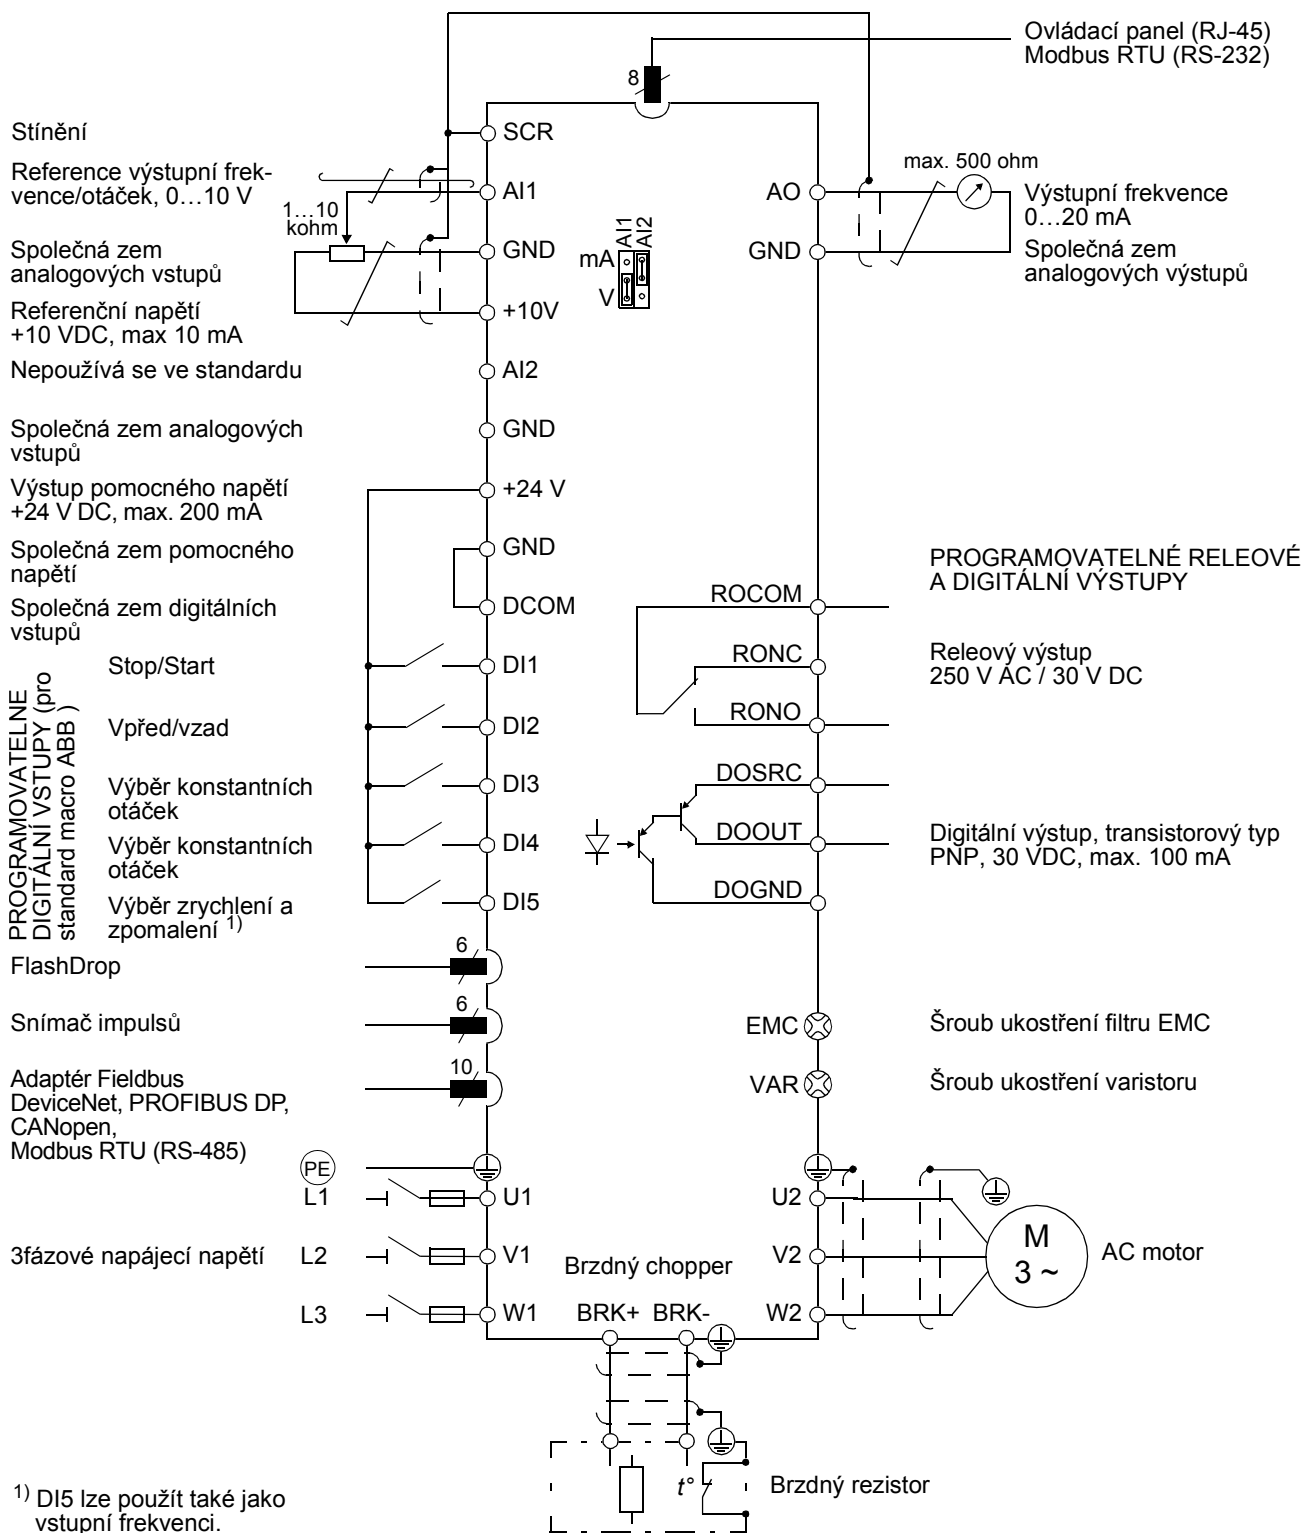 Ovládací panel (RJ-45)
Modbus RTU (RS-232)
8
Stínění
SCR
Reference výstupní frek-
vence/otáček, 0…10 V
AI1
1…10
kohm
Společná zem
analogových vstupů
GND
Referenční napětí
+10 VDC, max 10 mA
+10V
AI1
AI2
mA
V
max. 500 ohm
AO
Výstupní frekvence
0…20 mA
GND
Společná zem
analogových výstupů
Nepoužívá se ve standardu
AI2
Společná zem analogových
vstupů
GND
Výstup pomocného napětí
+24 V DC, max. 200 mA
+24 V
Společná zem pomocného
napětí
GND
Společná zem digitálních
vstupů
DCOM
PROGRAMOVATELNÉ RELEOVÉ
A DIGITÁLNÍ VÝSTUPY
ROCOM
RONC
Releový výstup
250 V AC / 30 V DC
RONO
PROGRAMOVATELNE
DIGITÁLNÍ VSTUPY (pro
standard macro ABB )
Stop/Start
DI1
Vpřed/vzad
DI2
Výběr konstantních
otáček
DI3
Výběr konstantních
otáček
DI4
Výběr zrychlení a
zpomalení 1)
DI5
DOSRC
DOOUT
Digitální výstup, transistorový typ
PNP, 30 VDC, max. 100 mA
DOGND
FlashDrop
6
Snímač impulsů
6
EMC
Šroub ukostření filtru EMC
Adaptér Fieldbus
DeviceNet, PROFIBUS DP,
CANopen,
Modbus RTU (RS-485)
10
VAR
Šroub ukostření varistoru
PE
L1
U1
U2
3fázové napájecí napětí
L2
V1
V2
M
3 ~
AC motor
L3
W1
W2
Brzdný chopper
BRK+ BRK-
t°
Brzdný rezistor
1) DI5 lze použít také jako
vstupní frekvenci.